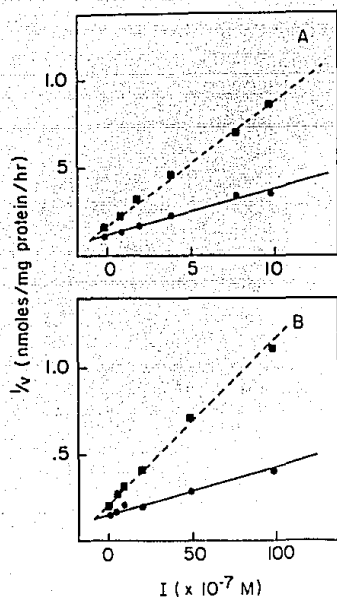 A
1.0
.5
0
5
10
B
1.0
.5
0
50
100
1/v (nmoles/mg protein/hr)
I (x 10⁻⁷ M)